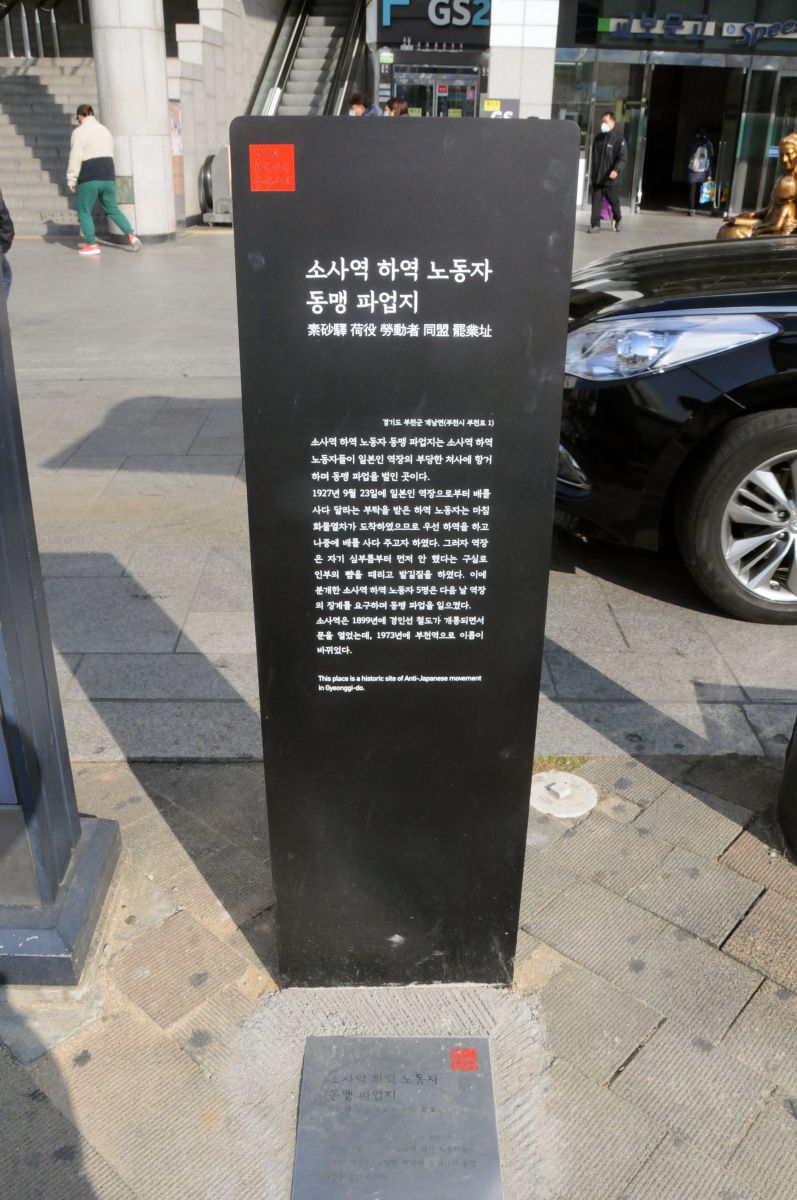 GS2
교보문고
소사역 하역 노동자
동맹 파업지
素砂驛 荷役 勞動者 同盟 罷業址
경기도 부천군 계남면(부천시 부천로 1)
소사역 하역 노동자 동맹 파업지는 소사역 하역
노동자들이 일본인 역장의 부당한 처사에 항거
하며 동맹 파업을 벌인 곳이다.
1927년 9월 23일에 일본인 역장으로부터 배를
사다 달라는 부탁을 받은 하역 노동자는 마침
화물열차가 도착하였으므로 우선 하역을 하고
나중에 배를 사다 주고자 하였다. 그러자 역장
은 자기 심부름부터 먼저 안 했다는 구실로
인부의 뺨을 때리고 발길질을 하였다. 이에
분개한 소사역 하역 노동자 5명은 다음 날 역장
의 징계를 요구하며 동맹 파업을 일으켰다.
소사역은 1899년에 경인선 철도가 개통되면서
문을 열었는데, 1973년에 부천역으로 이름이
바뀌었다.
This place is a historic site of Anti-Japanese movement
in Gyeonggi-do.
소사역 하역 노동자
동맹 파업지